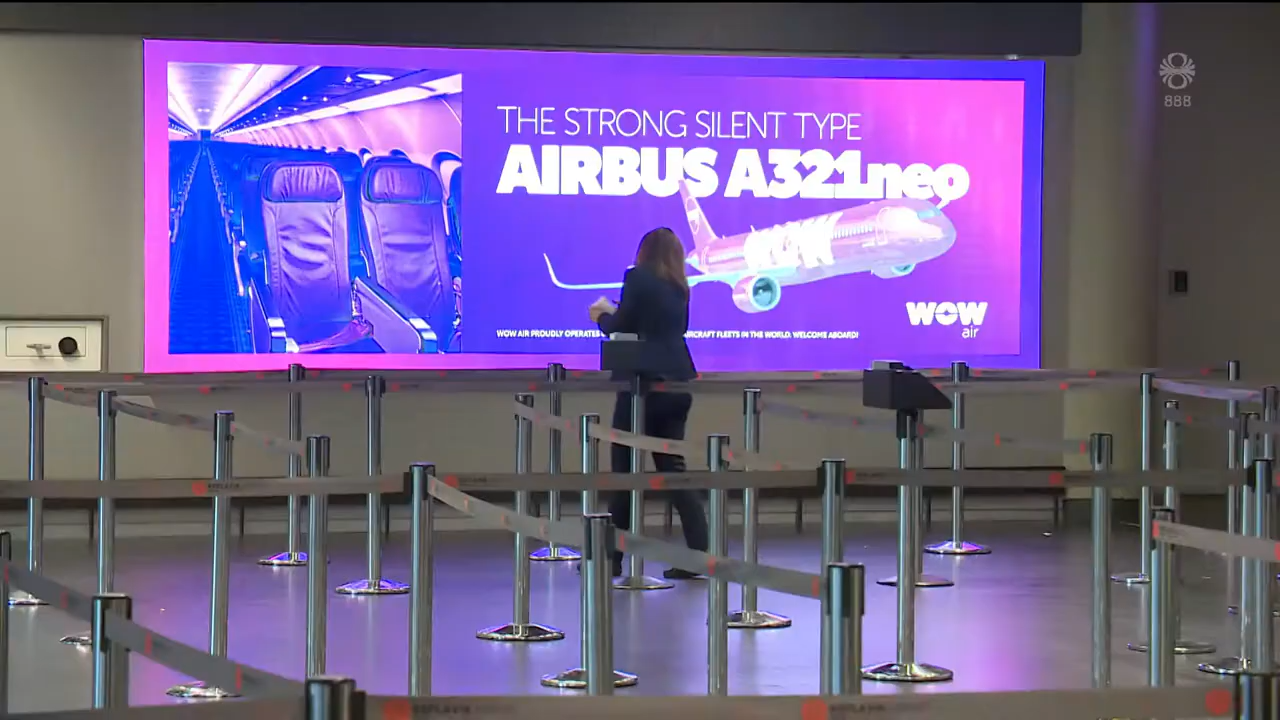 888
THE STRONG SILENT TYPE
AIRBUS A321neo
WOW
WOW
air
WOW AIR PROUDLY OPERATES
AIRCRAFT FLEETS IN THE WORLD. WELCOME ABOARD!